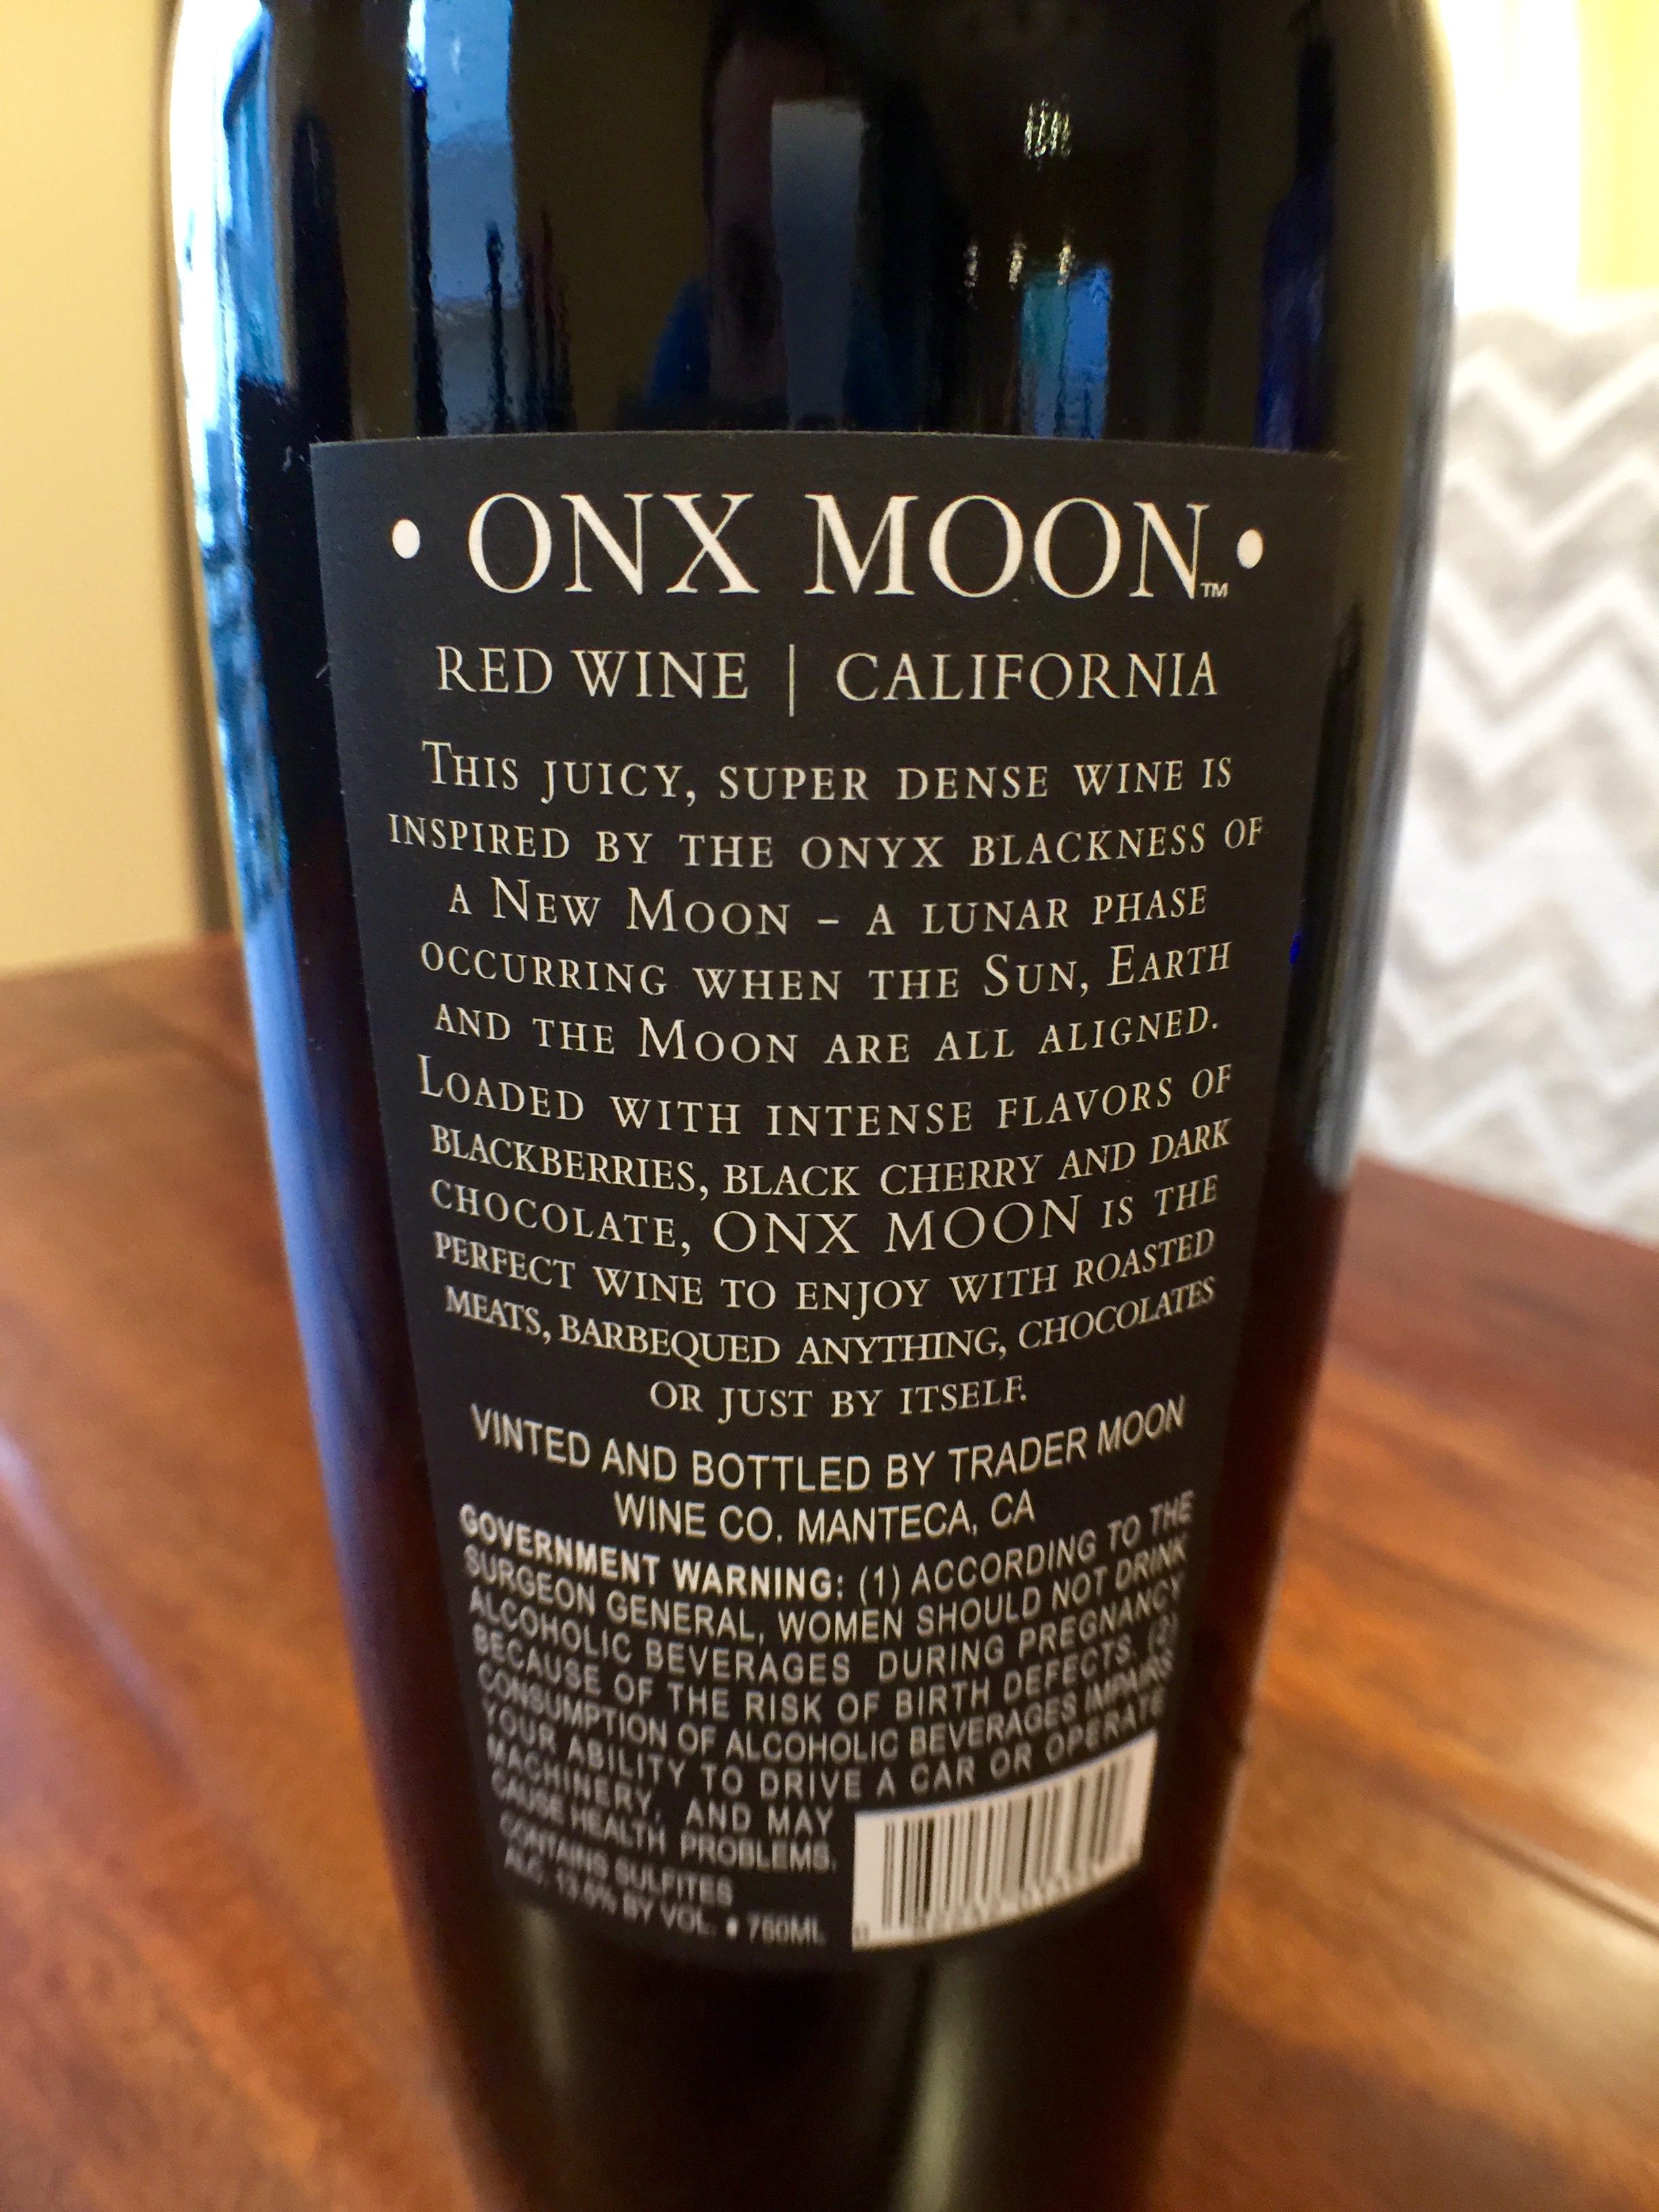 • ONX MOON™ •
RED WINE | CALIFORNIA
THIS JUICY, SUPER DENSE WINE IS
INSPIRED BY THE ONYX BLACKNESS OF
A NEW MOON – A LUNAR PHASE
OCCURRING WHEN THE SUN, EARTH
AND THE MOON ARE ALL ALIGNED.
LOADED WITH INTENSE FLAVORS OF
BLACKBERRIES, BLACK CHERRY AND DARK
CHOCOLATE, ONX MOON IS THE
PERFECT WINE TO ENJOY WITH ROASTED
MEATS, BARBEQUED ANYTHING, CHOCOLATES
OR JUST BY ITSELF.
VINTED AND BOTTLED BY TRADER MOON
WINE CO. MANTECA, CA
GOVERNMENT WARNING: (1) ACCORDING TO THE
SURGEON GENERAL, WOMEN SHOULD NOT DRINK
ALCOHOLIC BEVERAGES DURING PREGNANCY
BECAUSE OF THE RISK OF BIRTH DEFECTS. (2)
CONSUMPTION OF ALCOHOLIC BEVERAGES IMPAIRS
YOUR ABILITY TO DRIVE A CAR OR OPERATE
MACHINERY, AND MAY
CAUSE HEALTH PROBLEMS.
CONTAINS SULFITES
ALC. BY VOL. • 750ML